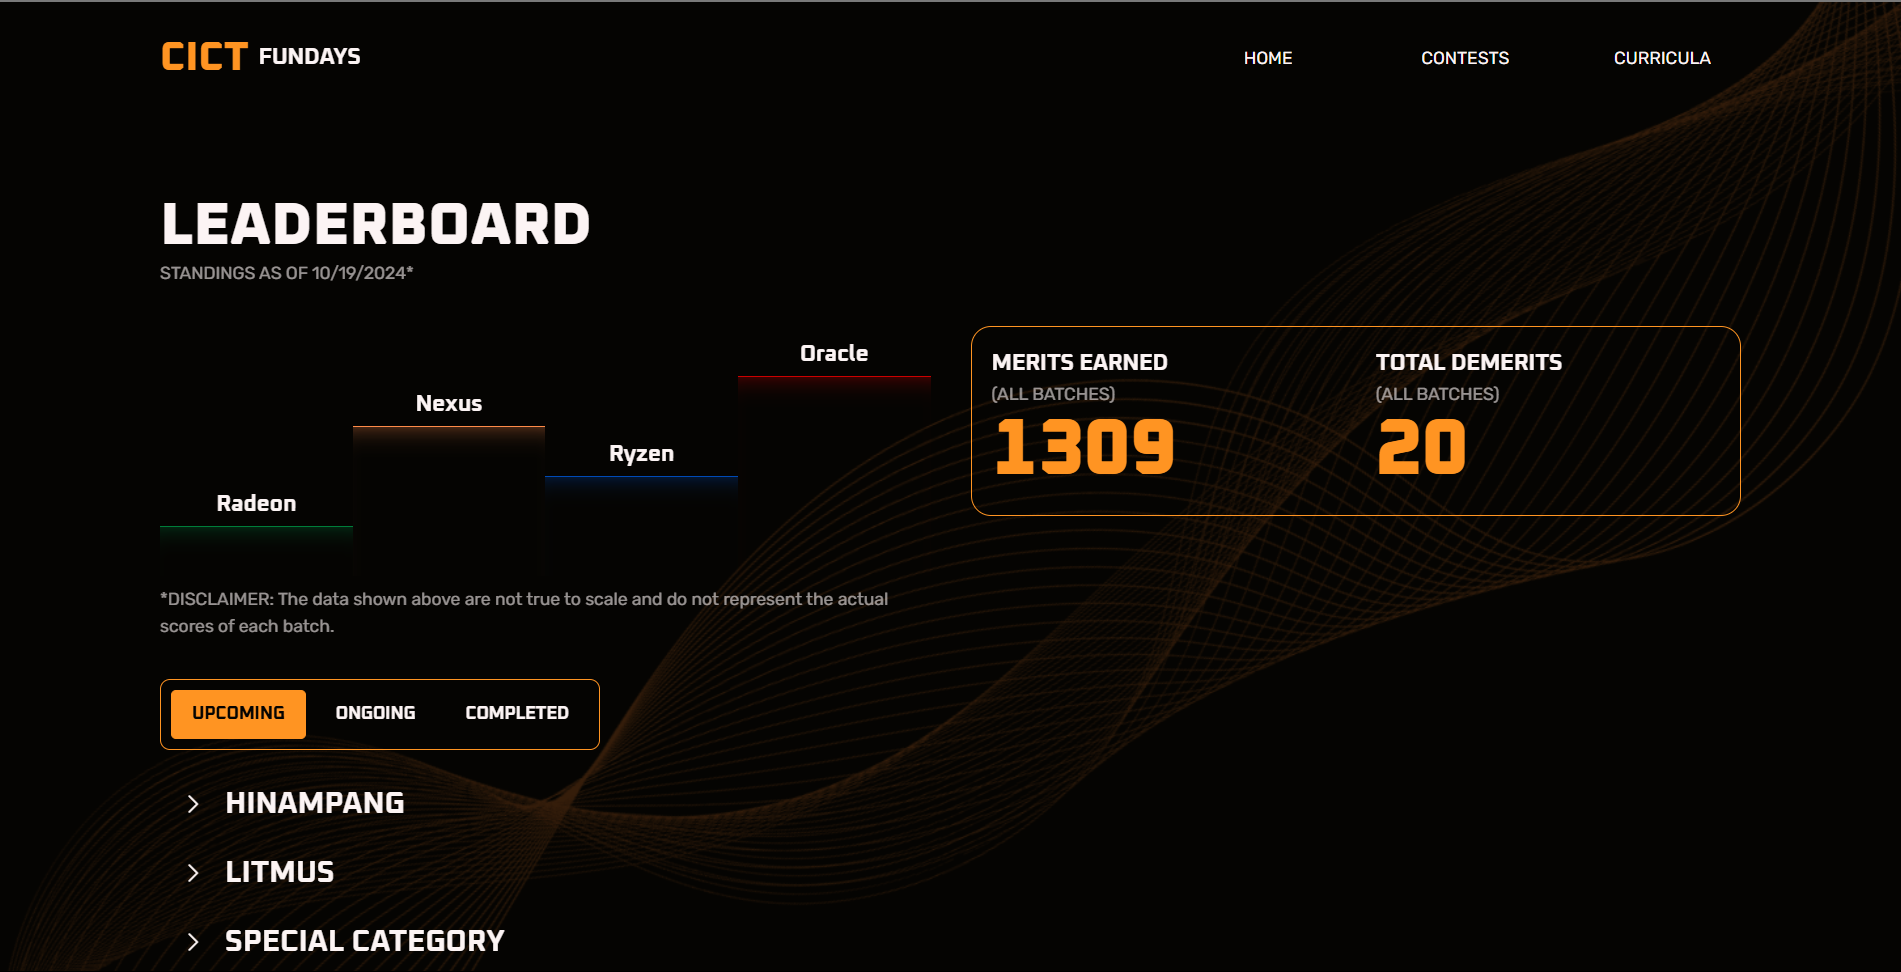 CICT FUNDAYS
HOME
CONTESTS
CURRICULA
LEADERBOARD
STANDINGS AS OF 10/19/2024*
Radeon
Nexus
Ryzen
Oracle
MERITS EARNED
(ALL BATCHES)
1309
TOTAL DEMERITS
(ALL BATCHES)
20
*DISCLAIMER: The data shown above are not true to scale and do not represent the actual
scores of each batch.
UPCOMING
ONGOING
COMPLETED
HINAMPANG
LITMUS
SPECIAL CATEGORY